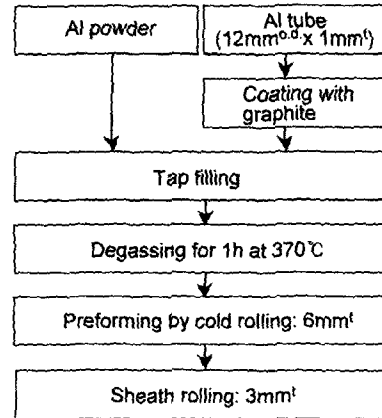 Al powder
Al tube
(12mm^o.d. x 1mm^t)
Coating with
graphite
Tap filling
Degassing for 1h at 370℃
Preforming by cold rolling: 6mm^t
Sheath rolling: 3mm^t